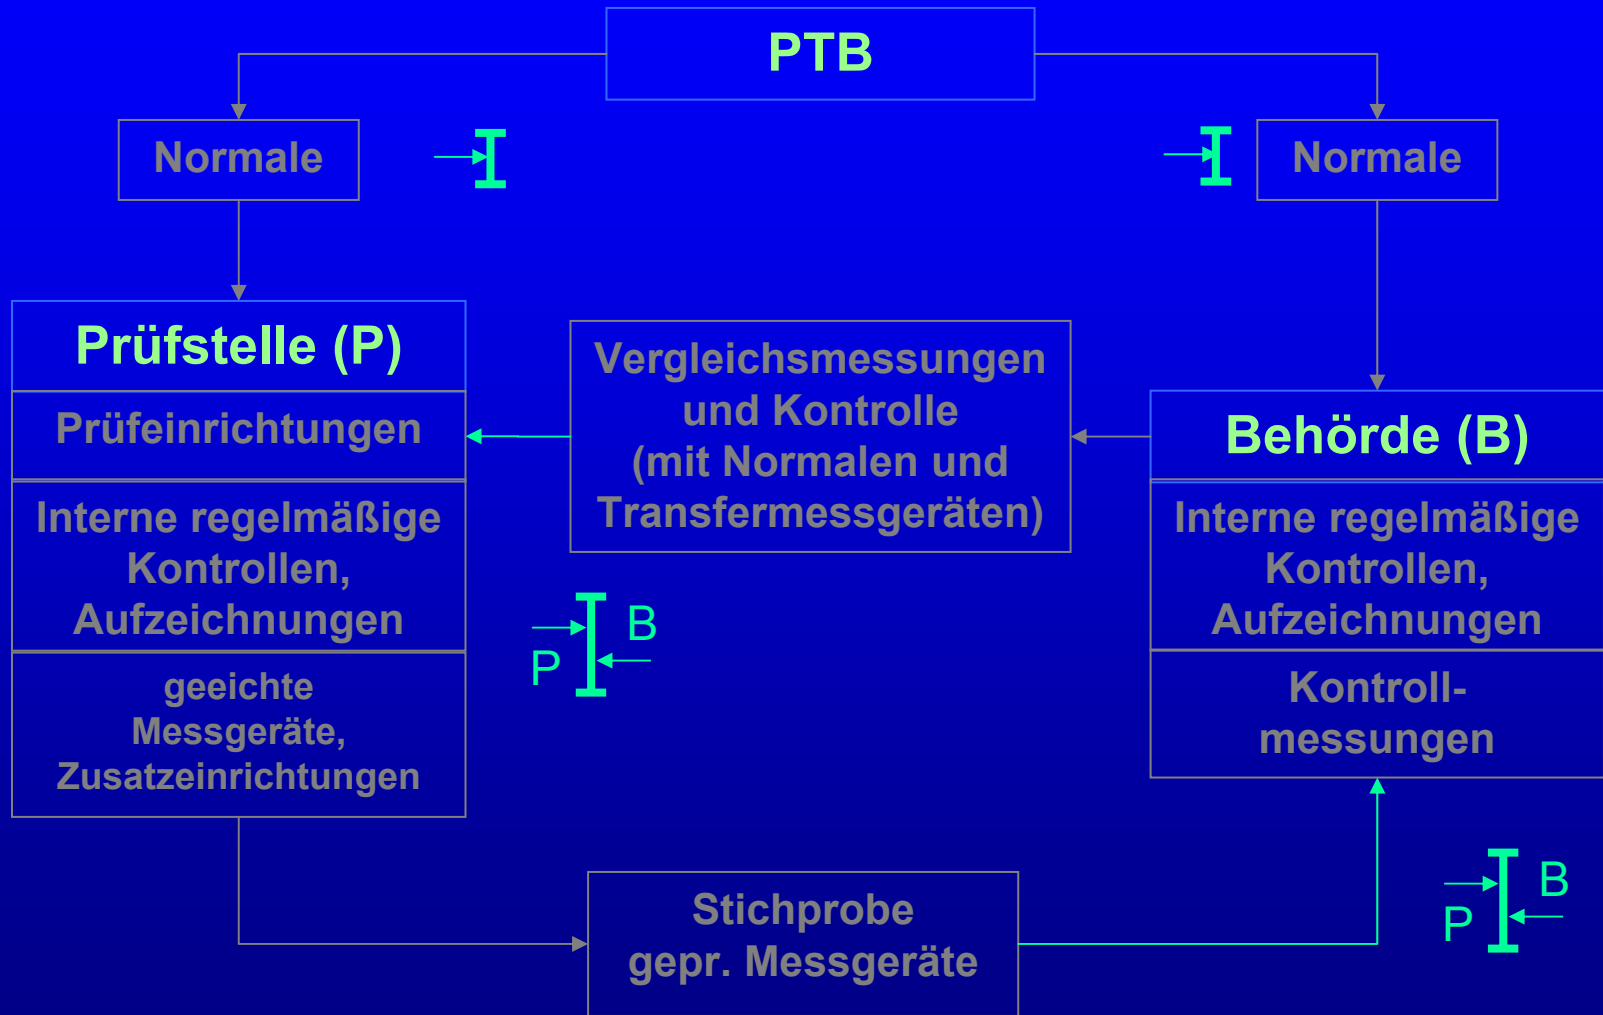 PTB
Normale
Normale
Prüfstelle (P)
Prüfeinrichtungen
Interne regelmäßige
Kontrollen,
Aufzeichnungen
geeichte
Messgeräte,
Zusatzeinrichtungen
Vergleichsmessungen
und Kontrolle
(mit Normalen und
Transfermessgeräten)
B
P
Behörde (B)
Interne regelmäßige
Kontrollen,
Aufzeichnungen
Kontroll-
messungen
Stichprobe
gepr. Messgeräte
B
P